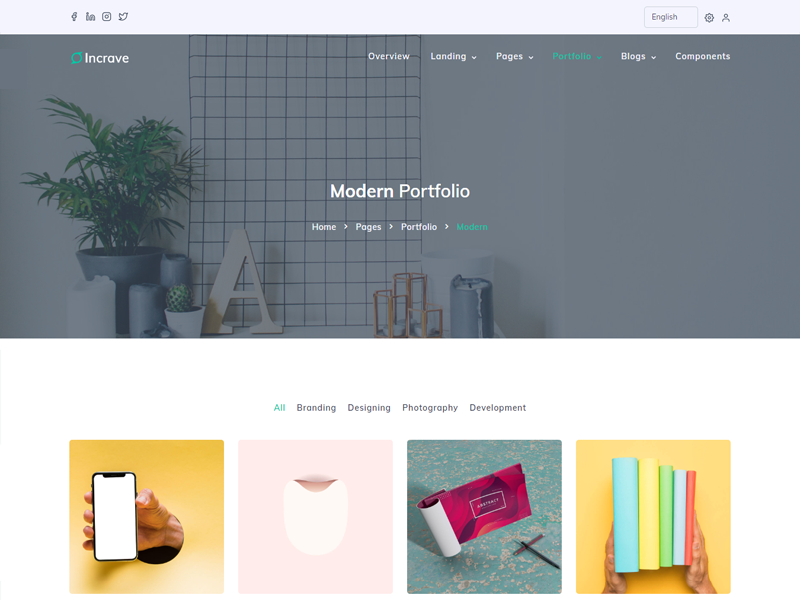 English
Incrave
Overview Landing Pages Portfolio Blogs Components
Modern Portfolio
Home > Pages > Portfolio > Modern
All Branding Designing Photography Development
ABSTRACT